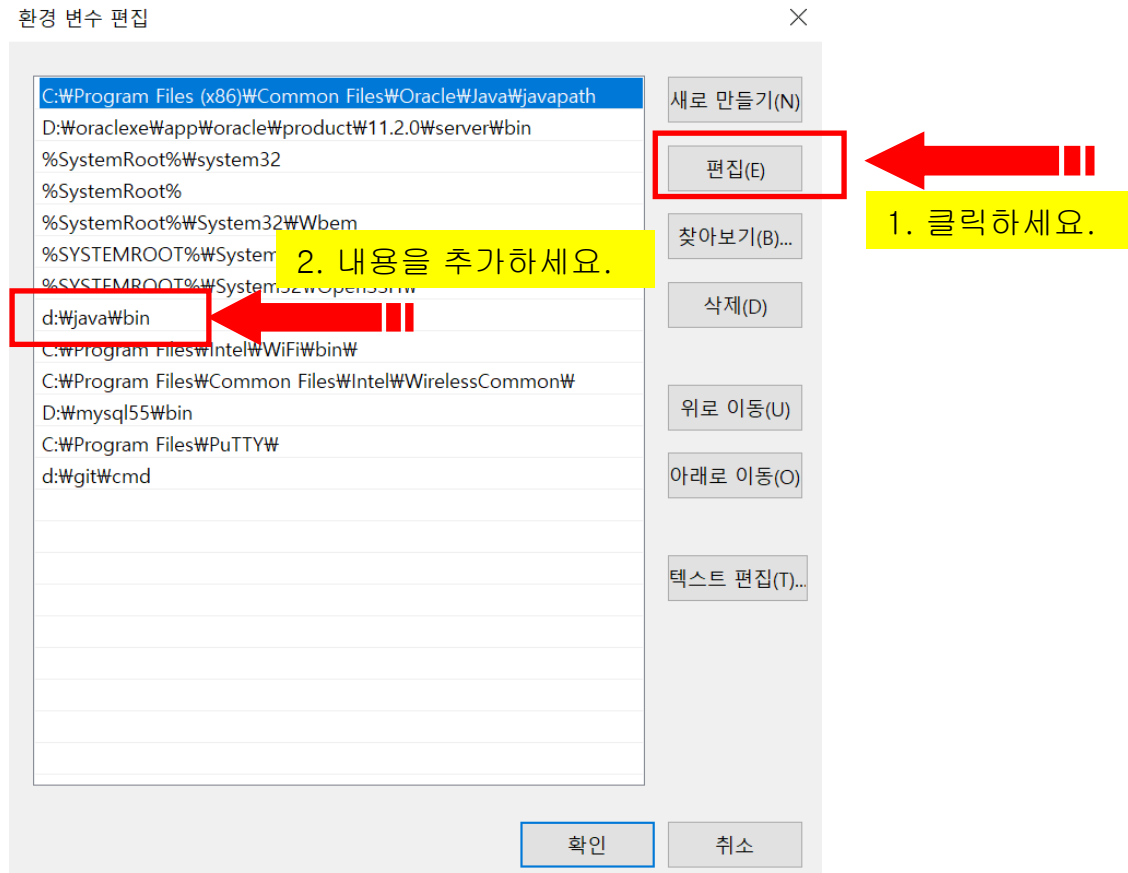 환경 변수 편집
C:₩Program Files (x86)₩Common Files₩Oracle₩Java₩javapath
새로 만들기(N)
D:₩oraclexe₩app₩oracle₩product₩11.2.0₩server₩bin
%SystemRoot%₩system32
편집(E)
%SystemRoot%
1. 클릭하세요.
%SystemRoot%₩System32₩Wbem
찾아보기(B)...
%SYSTEMROOT%₩System
2. 내용을 추가하세요.
%SYSTEMROOT%₩System32₩OpenSSH₩
삭제(D)
d:₩java₩bin
C:₩Program Files₩Intel₩WiFi₩bin₩
C:₩Program Files₩Common Files₩Intel₩WirelessCommon₩
위로 이동(U)
D:₩mysql55₩bin
C:₩Program Files₩PuTTY₩
아래로 이동(O)
d:₩git₩cmd
텍스트 편집(T)...
확인
취소